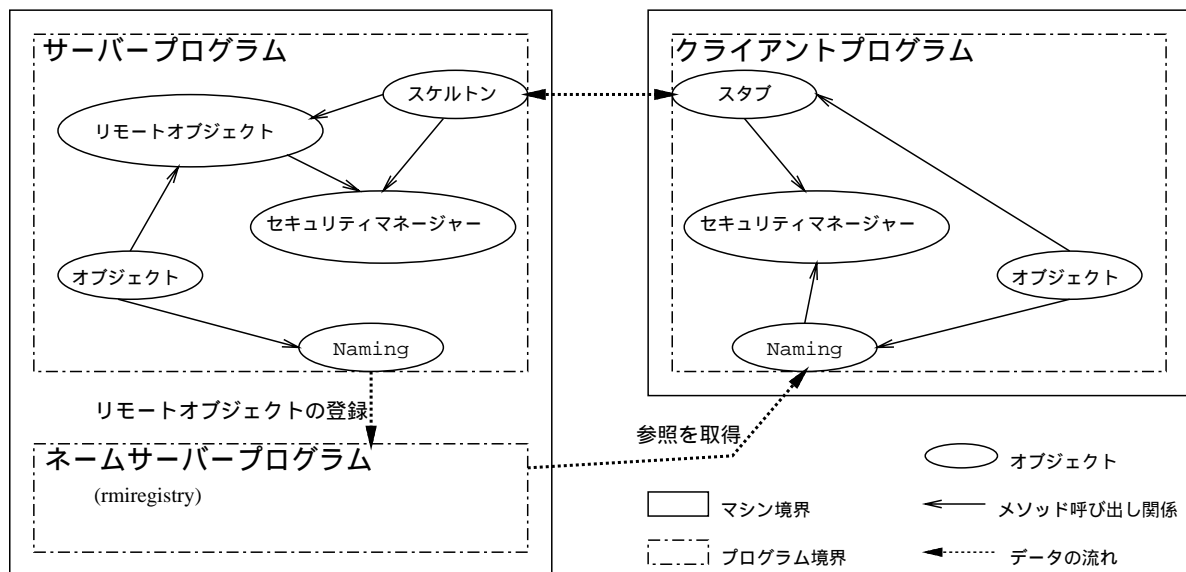 サーバープログラム
スケルトン
リモートオブジェクト
セキュリティマネージャー
オブジェクト
Naming
リモートオブジェクトの登録
ネームサーバープログラム
(rmiregistry)
クライアントプログラム
スタブ
セキュリティマネージャー
オブジェクト
Naming
参照を取得
オブジェクト
マシン境界
メソッド呼び出し関係
プログラム境界
データの流れ